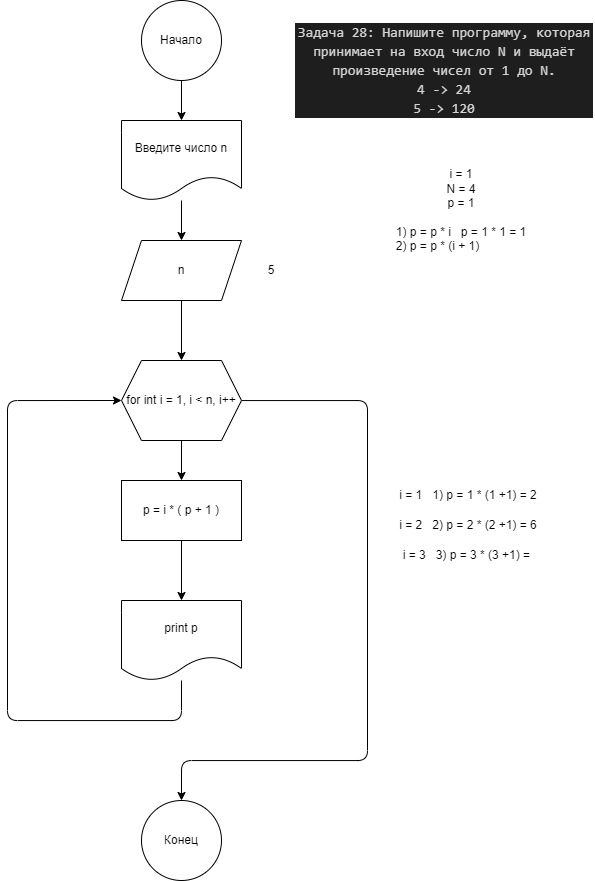 Начало
Задача 28: Напишите программу, которая
принимает на вход число N и выдаёт
произведение чисел от 1 до N.
4 -> 24
5 -> 120
Введите число n
i = 1
N = 4
p = 1
1) p = p * i   p = 1 * 1 = 1
2) p = p * (i + 1)
n
5
for int i = 1, i < n, i++
p = i * ( p + 1 )
i = 1   1) p = 1 * (1 +1) = 2
i = 2   2) p = 2 * (2 +1) = 6
i = 3   3) p = 3 * (3 +1) =
print p
Конец